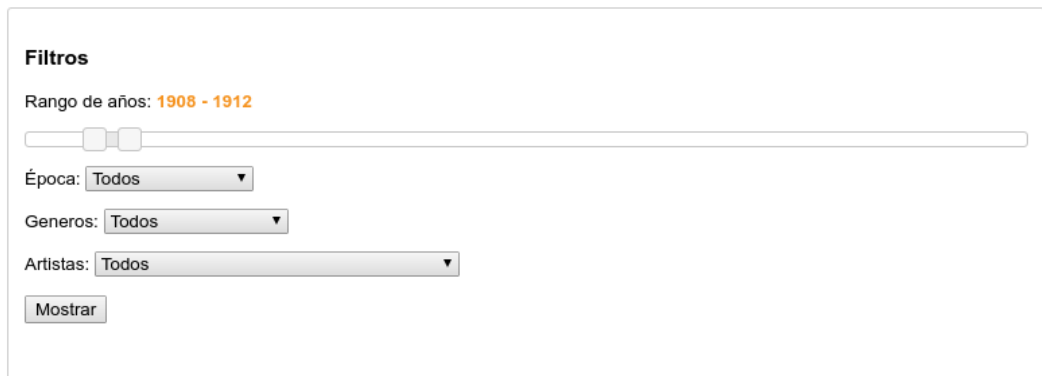 Filtros
Rango de años: 1908 - 1912
Época: Todos
Generos: Todos
Artistas: Todos
Mostrar